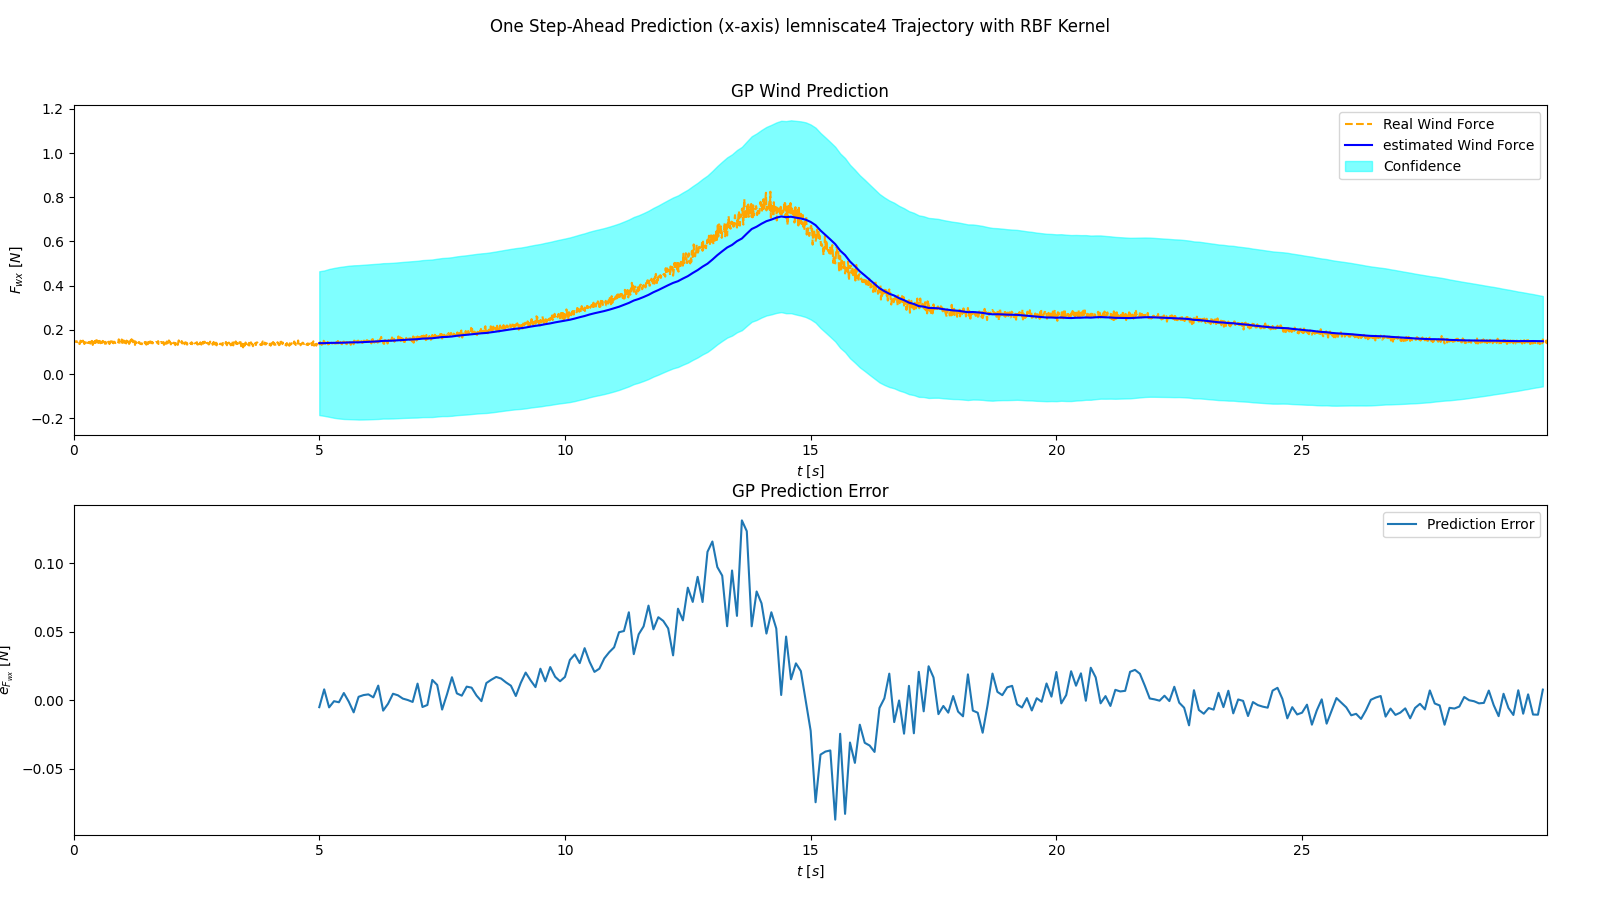 One Step-Ahead Prediction (x-axis) lemniscate4 Trajectory with RBF Kernel
GP Wind Prediction
1.2
1.0
0.8
0.6
0.4
0.2
0.0
−0.2
F_wx [N]
Real Wind Force
estimated Wind Force
Confidence
0 5 10 15 20 25
t [s]
GP Prediction Error
0.10
0.05
0.00
−0.05
e_F_wx [N]
Prediction Error
0 5 10 15 20 25
t [s]